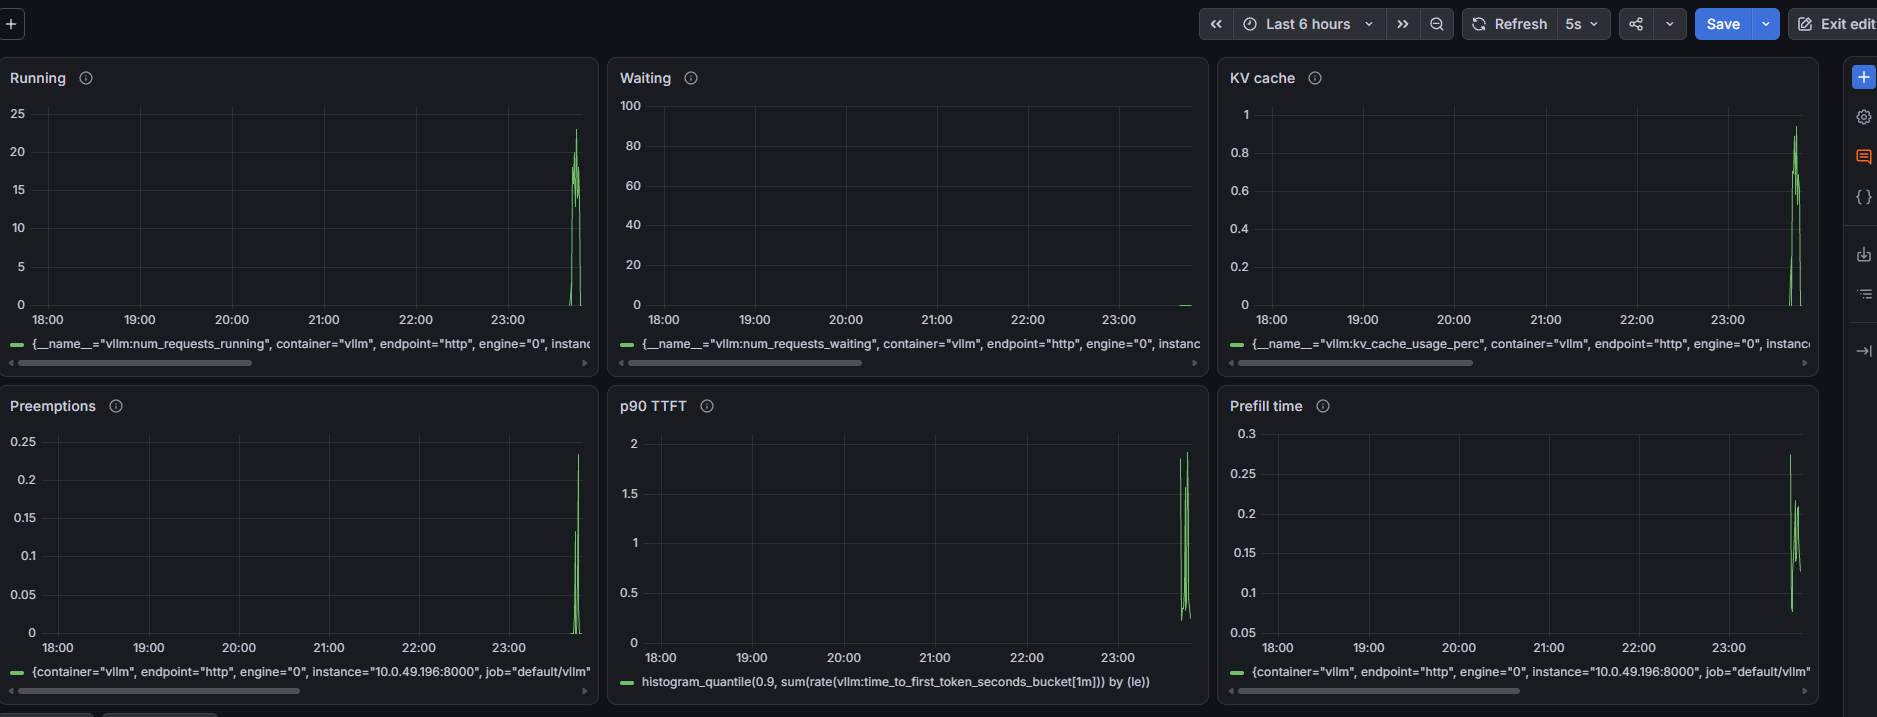 +
Last 6 hours Refresh 5s Save Exit edit
Running
25
20
15
10
5
0
18:00 19:00 20:00 21:00 22:00 23:00
{__name__="vllm:num_requests_running", container="vllm", endpoint="http", engine="0", instanc
Waiting
100
80
60
40
20
0
18:00 19:00 20:00 21:00 22:00 23:00
{__name__="vllm:num_requests_waiting", container="vllm", endpoint="http", engine="0", instanc
KV cache
1
0.8
0.6
0.4
0.2
0
18:00 19:00 20:00 21:00 22:00 23:00
{__name__="vllm:kv_cache_usage_perc", container="vllm", endpoint="http", engine="0", instance
Preemptions
0.25
0.2
0.15
0.1
0.05
0
18:00 19:00 20:00 21:00 22:00 23:00
{container="vllm", endpoint="http", engine="0", instance="10.0.49.196:8000", job="default/vllm"
p90 TTFT
2
1.5
1
0.5
0
18:00 19:00 20:00 21:00 22:00 23:00
histogram_quantile(0.9, sum(rate(vllm:time_to_first_token_seconds_bucket[1m])) by (le))
Prefill time
0.3
0.25
0.2
0.15
0.1
0.05
18:00 19:00 20:00 21:00 22:00 23:00
{container="vllm", endpoint="http", engine="0", instance="10.0.49.196:8000", job="default/vllm"